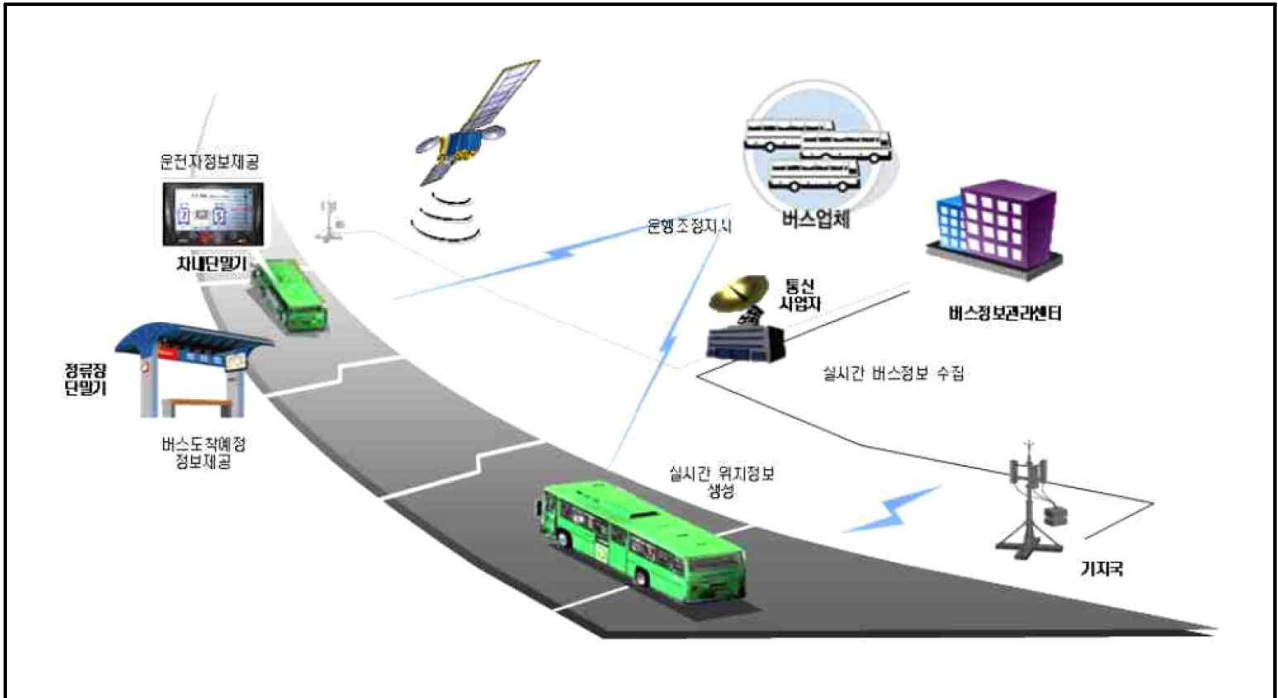 운전자정보제공
차내단말기
정류장
단말기
버스도착예정
정보제공
운행조정지시
버스업체
통신
사업자
버스정보관리센터
실시간 버스정보 수집
실시간 위치정보
생성
기지국